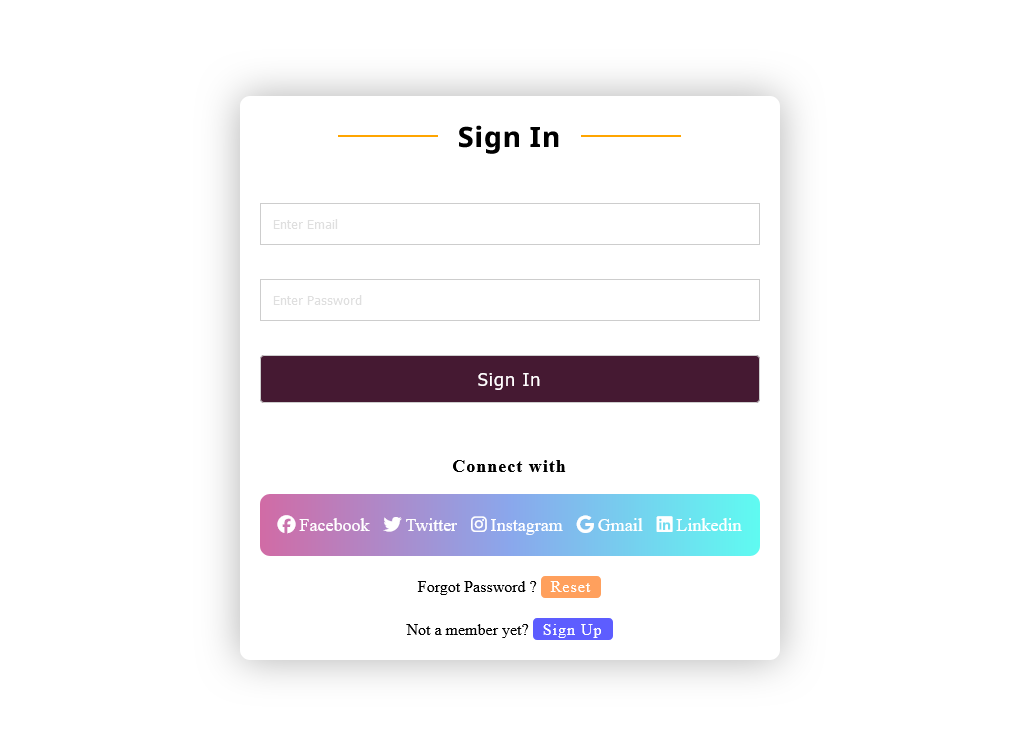 Sign In
Enter Email
Enter Password
Sign In
Connect with
Facebook Twitter Instagram Gmail Linkedin
Forgot Password ? Reset
Not a member yet? Sign Up